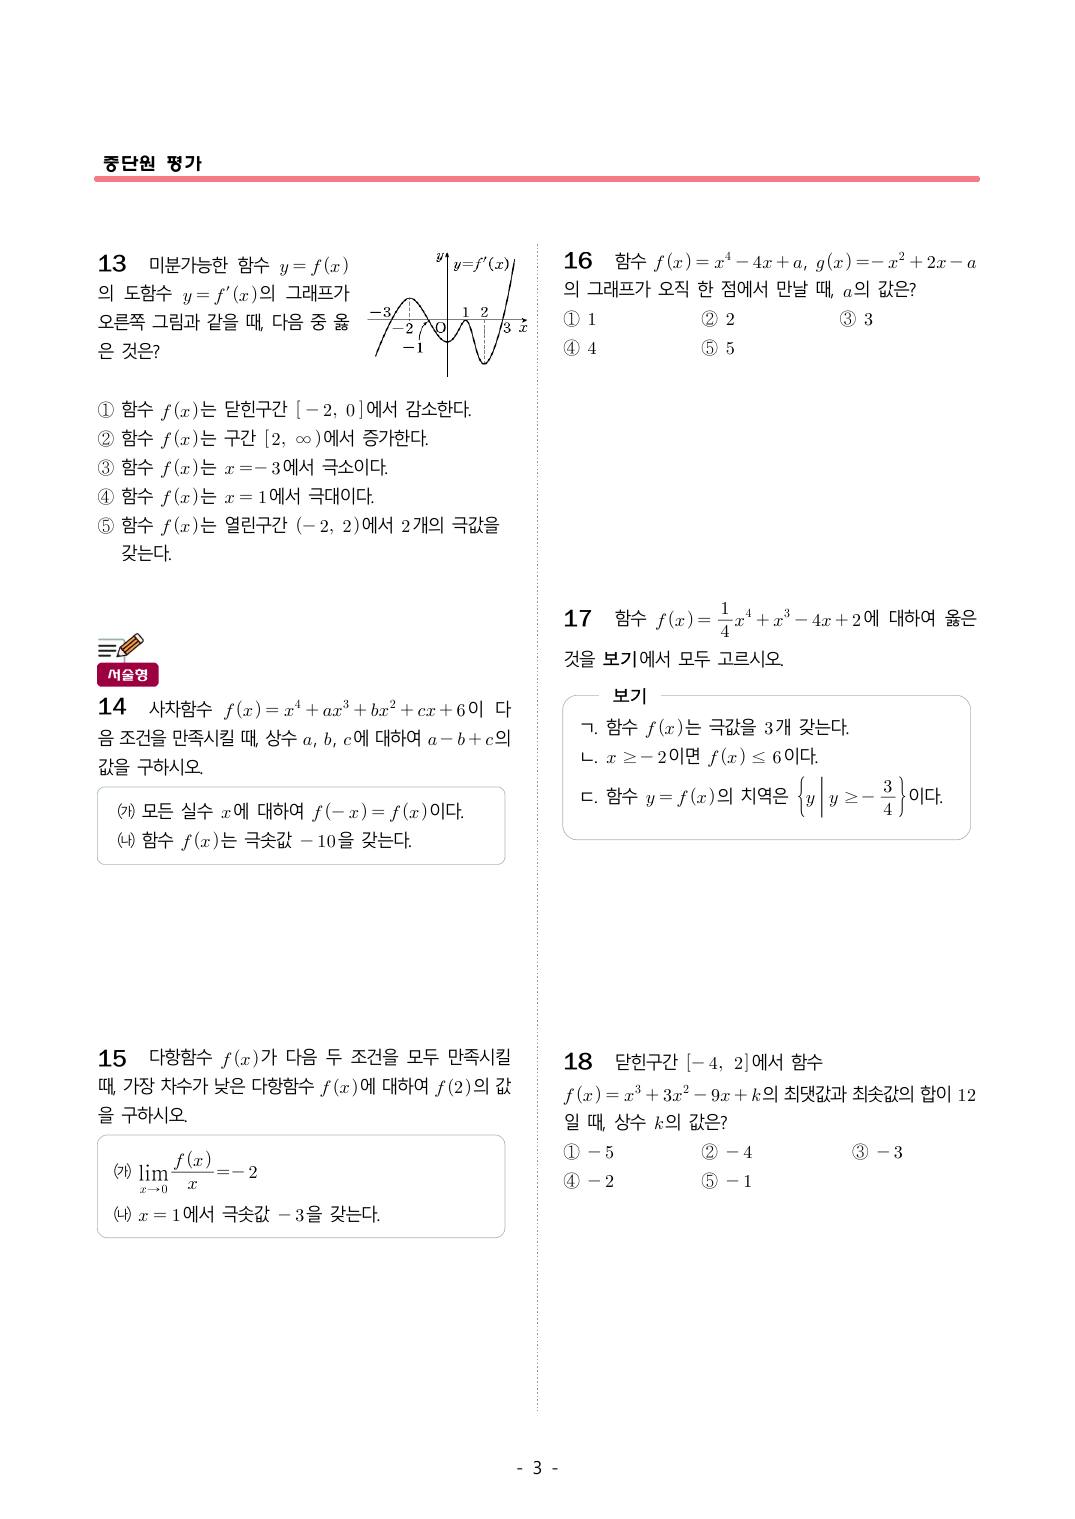 중단원 평가
13 미분가능한 함수 y=f(x)
의 도함수 y=f′(x)의 그래프가
오른쪽 그림과 같을 때, 다음 중 옳
은 것은?
y
y=f′(x)
−3
−2
−1
O
1
2
3
x
① 함수 f(x)는 닫힌구간 [−2, 0]에서 감소한다.
② 함수 f(x)는 구간 [2, ∞)에서 증가한다.
③ 함수 f(x)는 x=−3에서 극소이다.
④ 함수 f(x)는 x=1에서 극대이다.
⑤ 함수 f(x)는 열린구간 (−2, 2)에서 2개의 극값을
갖는다.
서술형
14 사차함수 f(x)=x⁴+ax³+bx²+cx+6이 다
음 조건을 만족시킬 때, 상수 a, b, c에 대하여 a−b+c의
값을 구하시오.
㈎ 모든 실수 x에 대하여 f(−x)=f(x)이다.
㈏ 함수 f(x)는 극솟값 −10을 갖는다.
15 다항함수 f(x)가 다음 두 조건을 모두 만족시킬
때, 가장 차수가 낮은 다항함수 f(x)에 대하여 f(2)의 값
을 구하시오.
㈎ lim_{x→0} f(x)/x=−2
㈏ x=1에서 극솟값 −3을 갖는다.
16 함수 f(x)=x⁴−4x+a, g(x)=−x²+2x−a
의 그래프가 오직 한 점에서 만날 때, a의 값은?
① 1 ② 2 ③ 3
④ 4 ⑤ 5
17 함수 f(x)=1/4x⁴+x³−4x+2에 대하여 옳은
것을 보기에서 모두 고르시오.
보기
ㄱ. 함수 f(x)는 극값을 3개 갖는다.
ㄴ. x≥−2이면 f(x)≤6이다.
ㄷ. 함수 y=f(x)의 치역은 {y|y≥−3/4}이다.
18 닫힌구간 [−4, 2]에서 함수
f(x)=x³+3x²−9x+k의 최댓값과 최솟값의 합이 12
일 때, 상수 k의 값은?
① −5 ② −4 ③ −3
④ −2 ⑤ −1
- 3 -